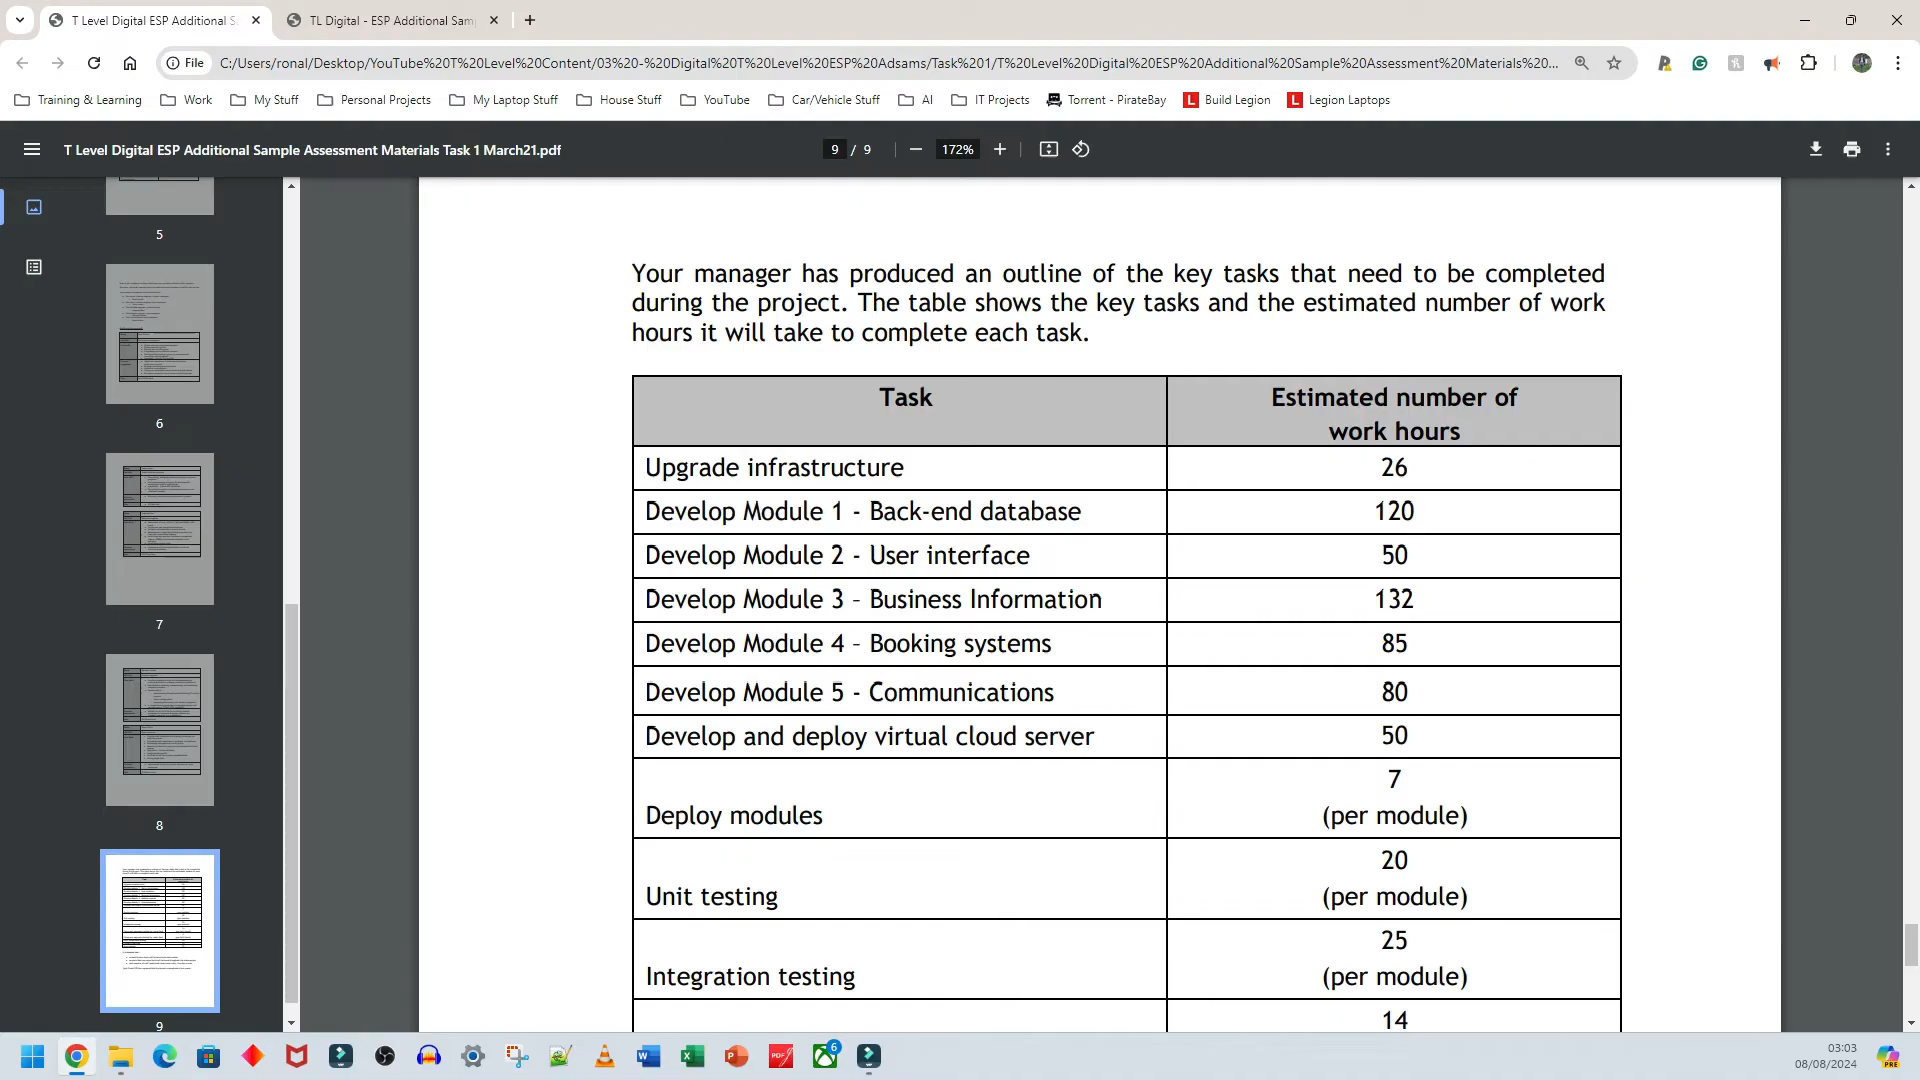 T Level Digital ESP Additional S
TL Digital - ESP Additional Sam
File
C:/Users/ronal/Desktop/YouTube%20T%20Level%20Content/03%20-%20Digital%20T%20Level%20ESP%20Adsams/Task%201/T%20Level%20Digital%20ESP%20Additional%20Sample%20Assessment%20Materials%20...
Training & Learning
Work
My Stuff
Personal Projects
My Laptop Stuff
House Stuff
YouTube
Car/Vehicle Stuff
AI
IT Projects
Torrent - PirateBay
L Build Legion
L Legion Laptops
T Level Digital ESP Additional Sample Assessment Materials Task 1 March21.pdf
9 / 9
172%
5
6
7
8
9
Your manager has produced an outline of the key tasks that need to be completed
during the project. The table shows the key tasks and the estimated number of work
hours it will take to complete each task.
Task
Estimated number of
work hours
Upgrade infrastructure 26
Develop Module 1 - Back-end database 120
Develop Module 2 - User interface 50
Develop Module 3 – Business Information 132
Develop Module 4 – Booking systems 85
Develop Module 5 - Communications 80
Develop and deploy virtual cloud server 50
7
Deploy modules (per module)
20
Unit testing (per module)
25
Integration testing (per module)
14
6
03:03
08/08/2024
PRE